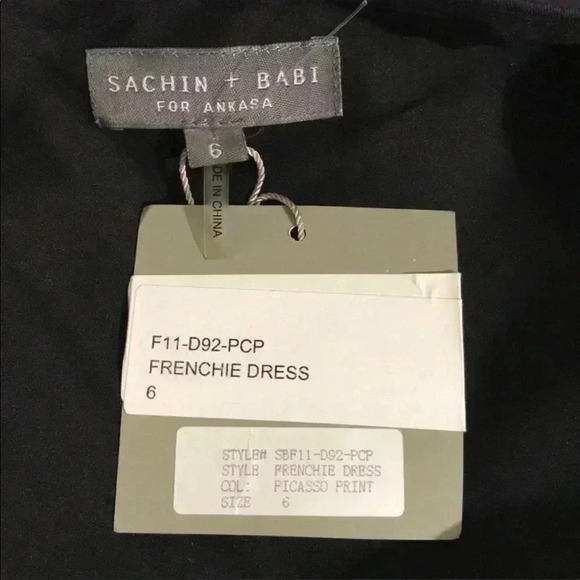 SACHIN + BABI
FOR ANKASA
6
DE IN CHINA
F11-D92-PCP
FRENCHIE DRESS
6
STYLE# SBF11-D92-PCP
STYLE FRENCHIE DRESS
COL: PICASSO PRINT
SIZE 6